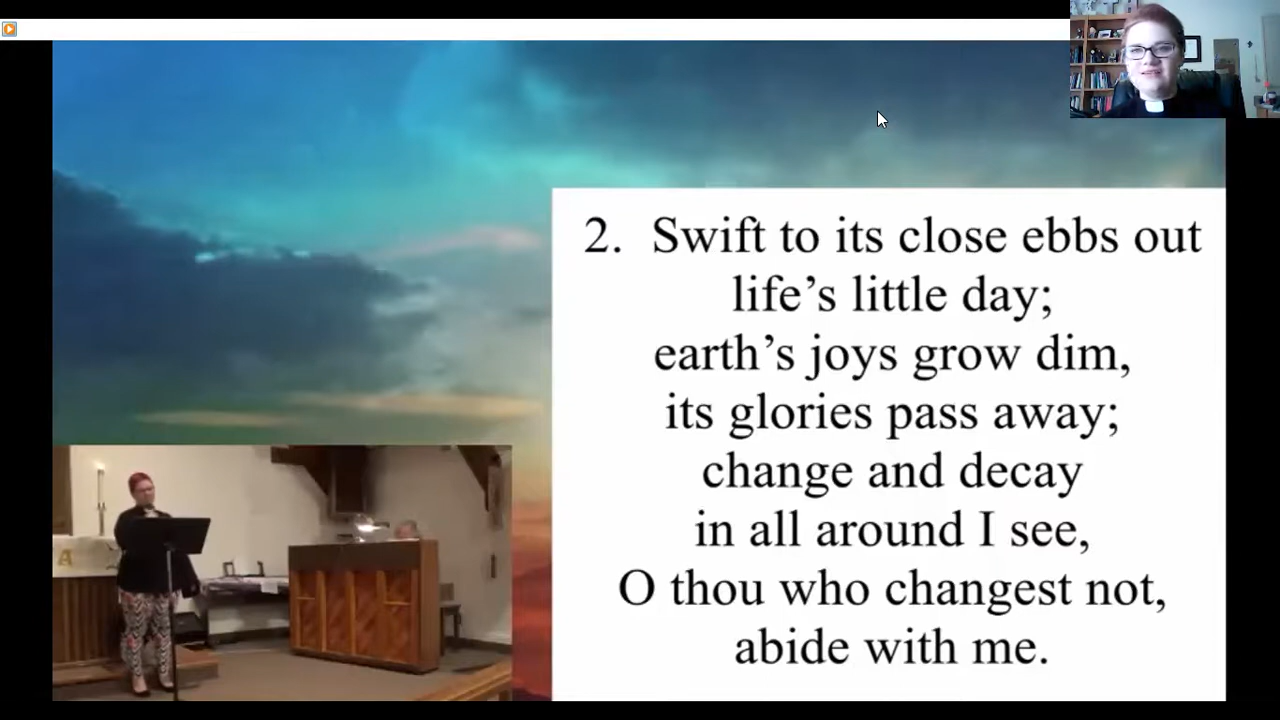 2. Swift to its close ebbs out
life’s little day;
earth’s joys grow dim,
its glories pass away;
change and decay
in all around I see,
O thou who changest not,
abide with me.
A